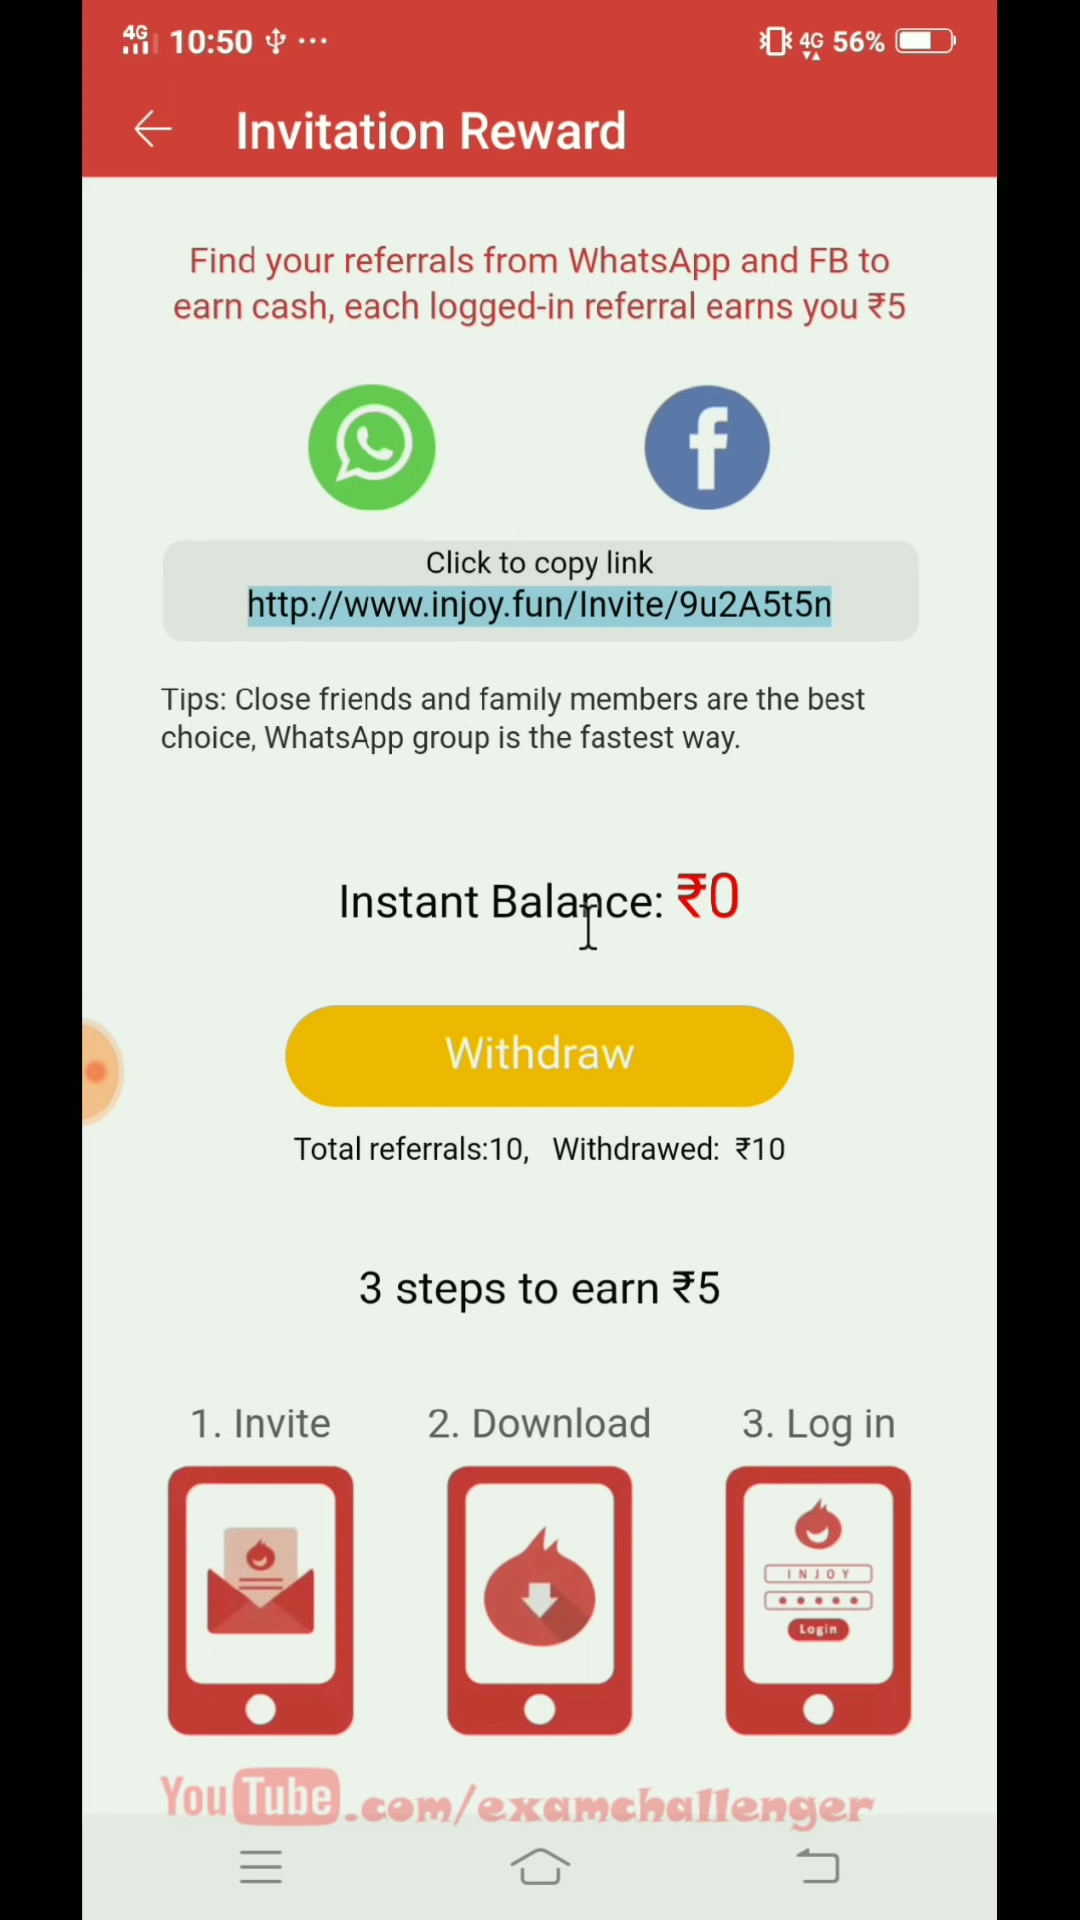 4G 10:50 ... 4G 56%
Invitation Reward
Find your referrals from WhatsApp and FB to
earn cash, each logged-in referral earns you ₹5
f
Click to copy link
http://www.injoy.fun/Invite/9u2A5t5n
Tips: Close friends and family members are the best
choice, WhatsApp group is the fastest way.
Instant Balance: ₹0
Withdraw
Total referrals:10, Withdrawed: ₹10
3 steps to earn ₹5
1. Invite 2. Download 3. Log in
INJOY
Login
YouTube.com/examchallenger